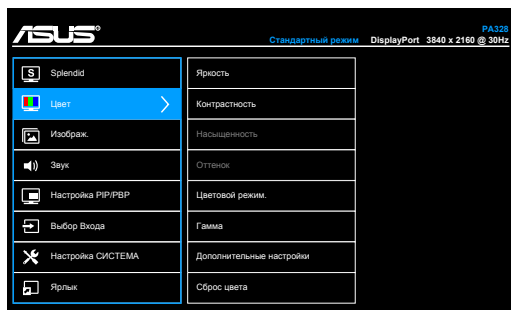 ASUS
PA328
Стандартный режим DisplayPort 3840 x 2160 @ 30Hz
S Splendid
Цвет
Изображ.
Звук
Настройка PIP/PBP
Выбор Входа
Настройка СИСТЕМА
Ярлык
Яркость
Контрастность
Насыщенность
Оттенок
Цветовой режим.
Гамма
Дополнительные настройки
Сброс цвета